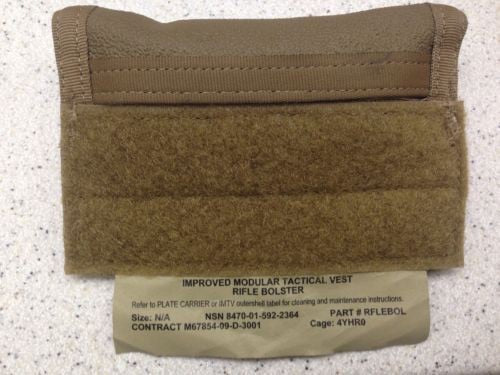 IMPROVED MODULAR TACTICAL VEST
RIFLE BOLSTER
Refer to PLATE CARRIER or IMTV outershell label for cleaning and maintenance instructions.
Size: N/A NSN 8470-01-592-2364 PART # RFLEBOL
CONTRACT M67854-09-D-3001 Cage: 4YHR0